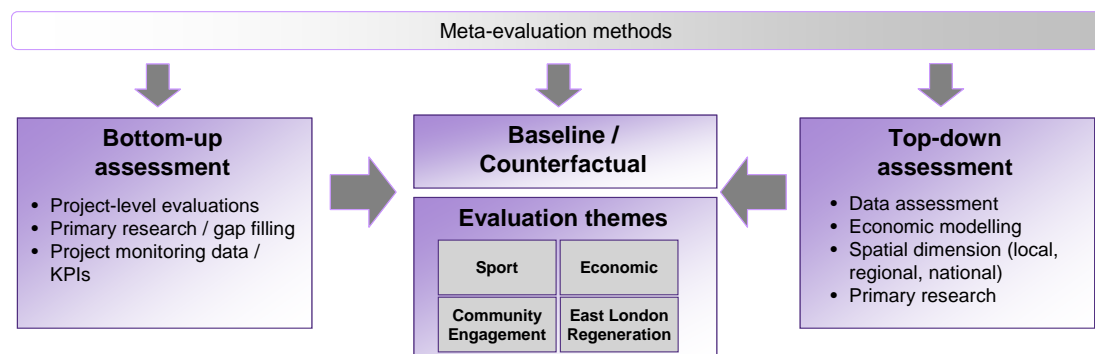 Meta-evaluation methods
Bottom-up
assessment
• Project-level evaluations
• Primary research / gap filling
• Project monitoring data /
KPIs
Baseline /
Counterfactual
Evaluation themes
Sport
Economic
Community
Engagement
East London
Regeneration
Top-down
assessment
• Data assessment
• Economic modelling
• Spatial dimension (local,
regional, national)
• Primary research